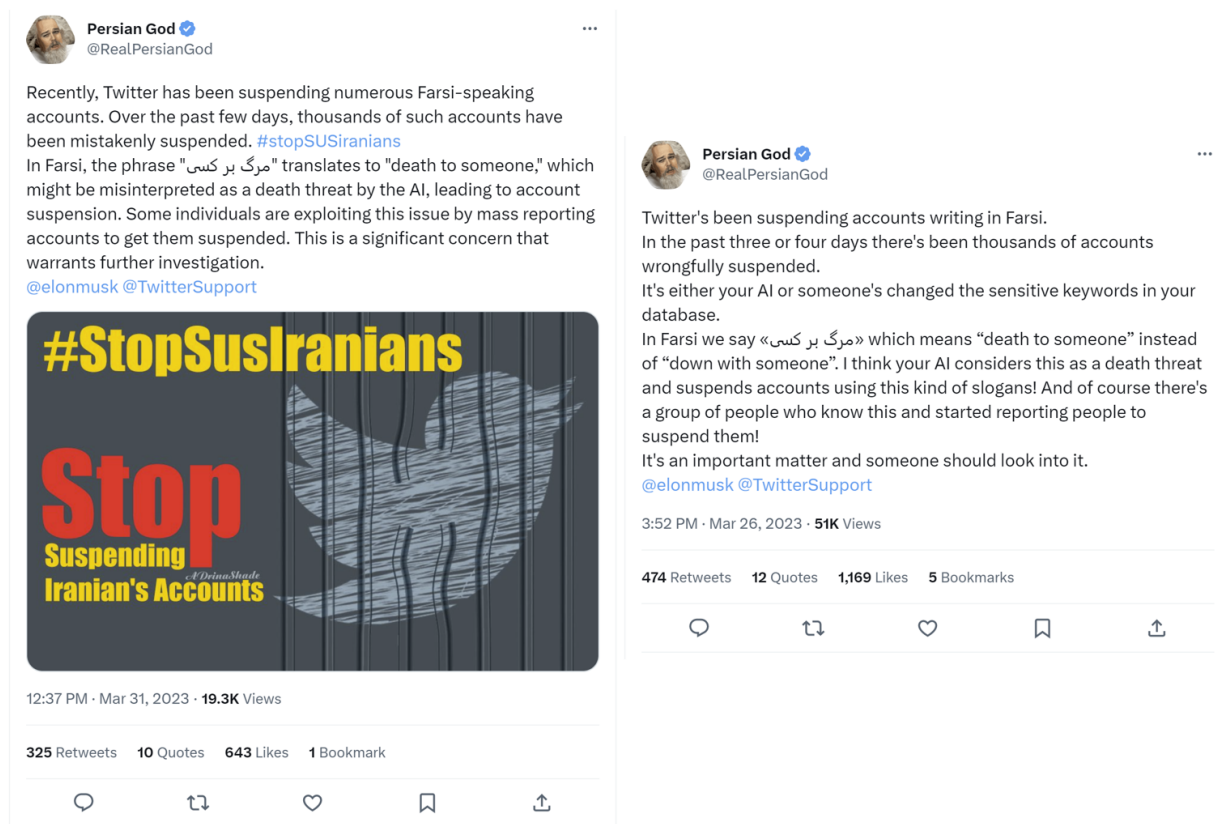 Persian God
@RealPersianGod
Recently, Twitter has been suspending numerous Farsi-speaking
accounts. Over the past few days, thousands of such accounts have
been mistakenly suspended. #stopSUSiranians
In Farsi, the phrase "مرگ بر کسی" translates to "death to someone," which
might be misinterpreted as a death threat by the AI, leading to account
suspension. Some individuals are exploiting this issue by mass reporting
accounts to get them suspended. This is a significant concern that
warrants further investigation.
@elonmusk @TwitterSupport
#StopSusIranians
Stop
Suspending
A'DrinaShade
Iranian's Accounts
12:37 PM · Mar 31, 2023 · 19.3K Views
325 Retweets 10 Quotes 643 Likes 1 Bookmark
Persian God
@RealPersianGod
Twitter's been suspending accounts writing in Farsi.
In the past three or four days there's been thousands of accounts
wrongfully suspended.
It's either your AI or someone's changed the sensitive keywords in your
database.
In Farsi we say «مرگ بر کسی» which means “death to someone” instead
of “down with someone”. I think your AI considers this as a death threat
and suspends accounts using this kind of slogans! And of course there's
a group of people who know this and started reporting people to
suspend them!
It's an important matter and someone should look into it.
@elonmusk @TwitterSupport
3:52 PM · Mar 26, 2023 · 51K Views
474 Retweets 12 Quotes 1,169 Likes 5 Bookmarks